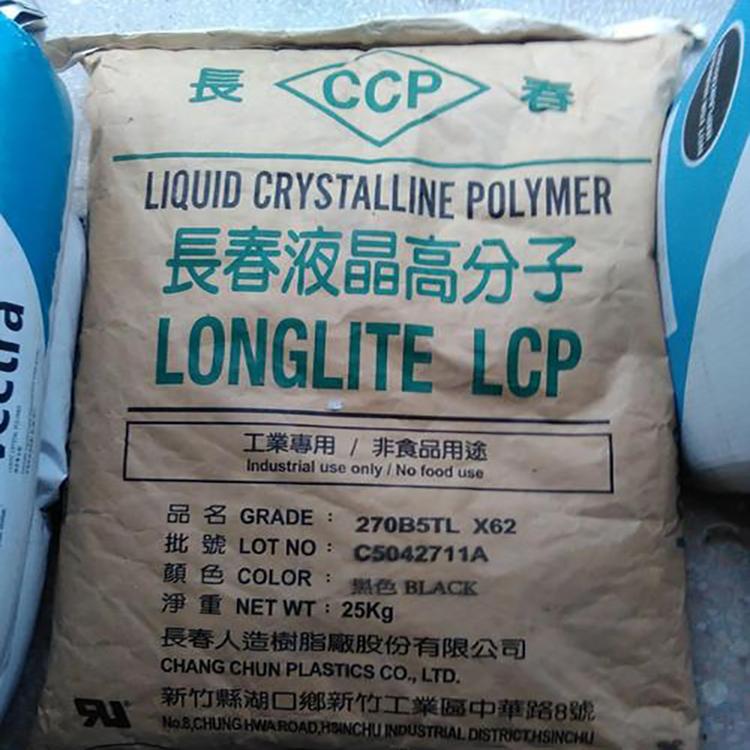 長 CCP 春
LIQUID CRYSTALLINE POLYMER
長春液晶高分子
LONGLITE LCP
工業專用 / 非食品用途
Industrial use only / No food use
品 名 GRADE : 270B5TL X62
批 號 LOT NO : C5042711A
顏 色 COLOR : 黑色 BLACK
淨 重 NET WT : 25Kg
長春人造樹脂廠股份有限公司
CHANG CHUN PLASTICS CO., LTD.
新竹縣湖口鄉新竹工業區中華路8號
No.8,CHUNG HWA ROAD,HSINCHU INDUSTRIAL DISTRICT,HSINCHU